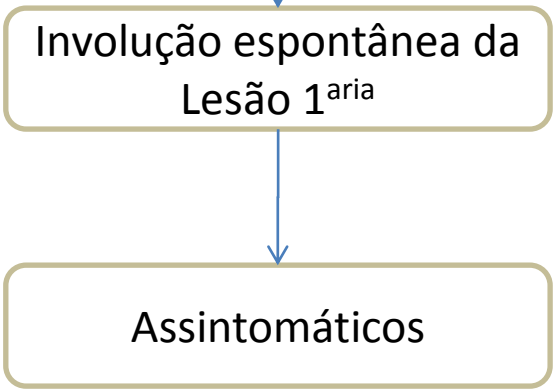 Involução espontânea da
Lesão 1ᵃʳⁱᵃ
Assintomáticos